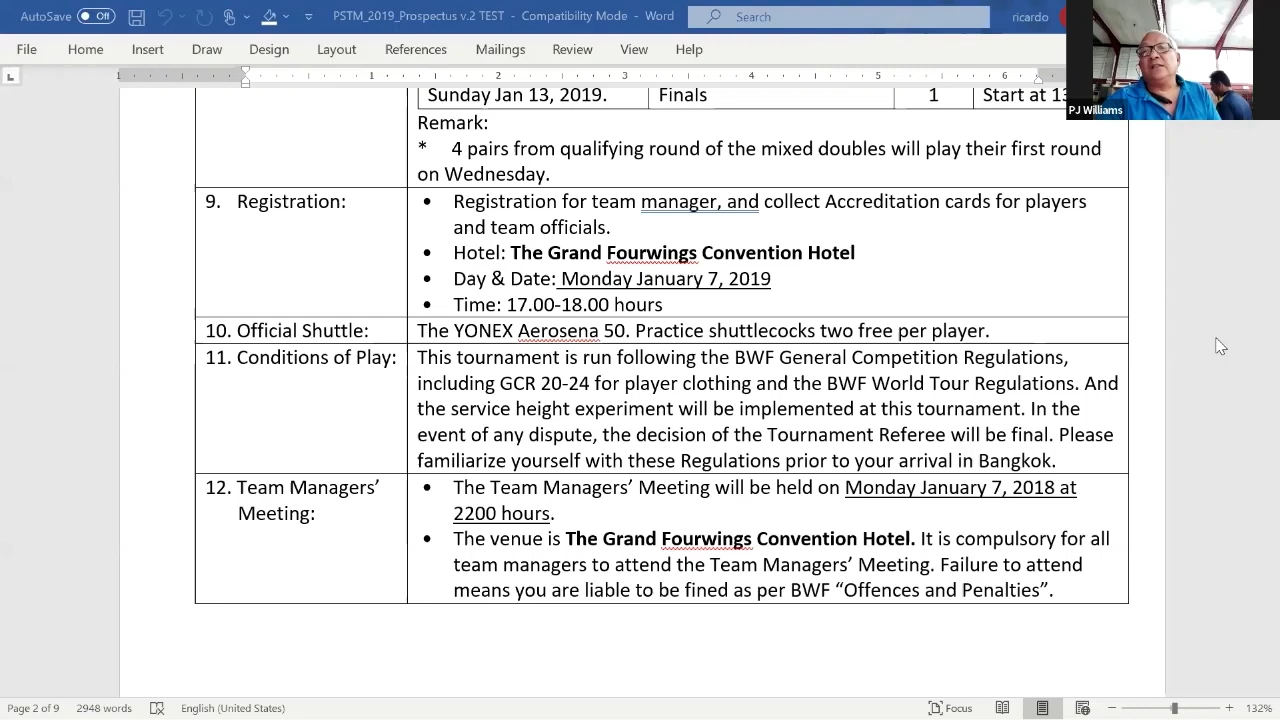 AutoSave Off
PSTM_2019_Prospectus v.2 TEST - Compatibility Mode - Word
Search
ricardo
File Home Insert Draw Design Layout References Mailings Review View Help
1 1 2 3 4 5 6
PJ Williams
Sunday Jan 13, 2019. Finals 1 Start at
Remark:
* 4 pairs from qualifying round of the mixed doubles will play their first round
on Wednesday.
9. Registration:
• Registration for team manager, and collect Accreditation cards for players
and team officials.
• Hotel: The Grand Fourwings Convention Hotel
• Day & Date: Monday January 7, 2019
• Time: 17.00-18.00 hours
10. Official Shuttle: The YONEX Aerosena 50. Practice shuttlecocks two free per player.
11. Conditions of Play: This tournament is run following the BWF General Competition Regulations,
including GCR 20-24 for player clothing and the BWF World Tour Regulations. And
the service height experiment will be implemented at this tournament. In the
event of any dispute, the decision of the Tournament Referee will be final. Please
familiarize yourself with these Regulations prior to your arrival in Bangkok.
12. Team Managers’
Meeting:
• The Team Managers’ Meeting will be held on Monday January 7, 2018 at
2200 hours.
• The venue is The Grand Fourwings Convention Hotel. It is compulsory for all
team managers to attend the Team Managers’ Meeting. Failure to attend
means you are liable to be fined as per BWF “Offences and Penalties”.
Page 2 of 9 2948 words English (United States) Focus 132%